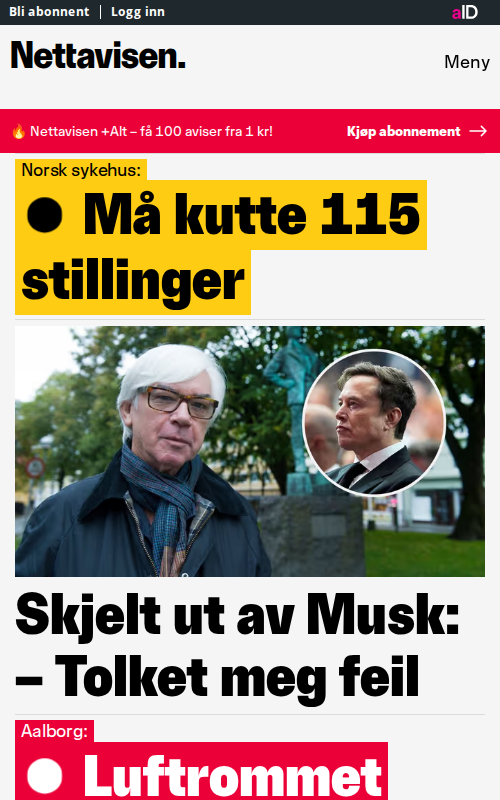 Bli abonnent | Logg inn
aID
Nettavisen.
Meny
🔥 Nettavisen +Alt – få 100 aviser fra 1 kr!
Kjøp abonnement →
Norsk sykehus:
● Må kutte 115
stillinger
Skjelt ut av Musk:
– Tolket meg feil
Aalborg:
● Luftrommet